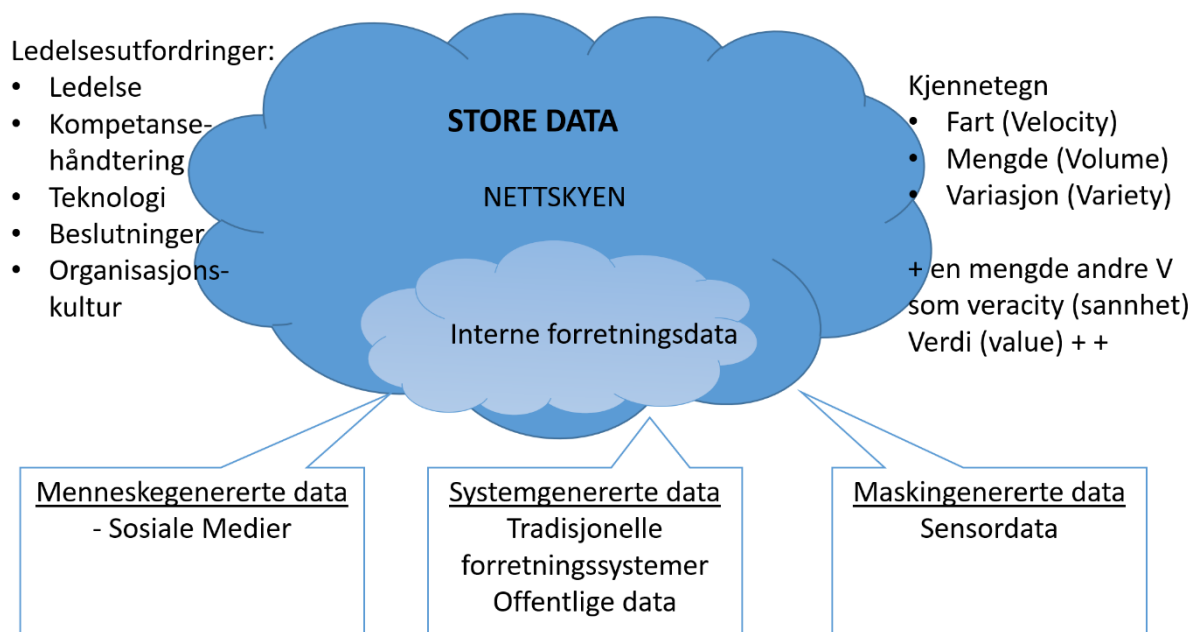 Ledelsesutfordringer:
• Ledelse
• Kompetanse-
håndtering
• Teknologi
• Beslutninger
• Organisasjons-
kultur
STORE DATA
NETTSKYEN
Interne forretningsdata
Kjennetegn
• Fart (Velocity)
• Mengde (Volume)
• Variasjon (Variety)
+ en mengde andre V
som veracity (sannhet)
Verdi (value) + +
Menneskegenererte data
- Sosiale Medier
Systemgenererte data
Tradisjonelle
forretningssystemer
Offentlige data
Maskingenererte data
Sensordata